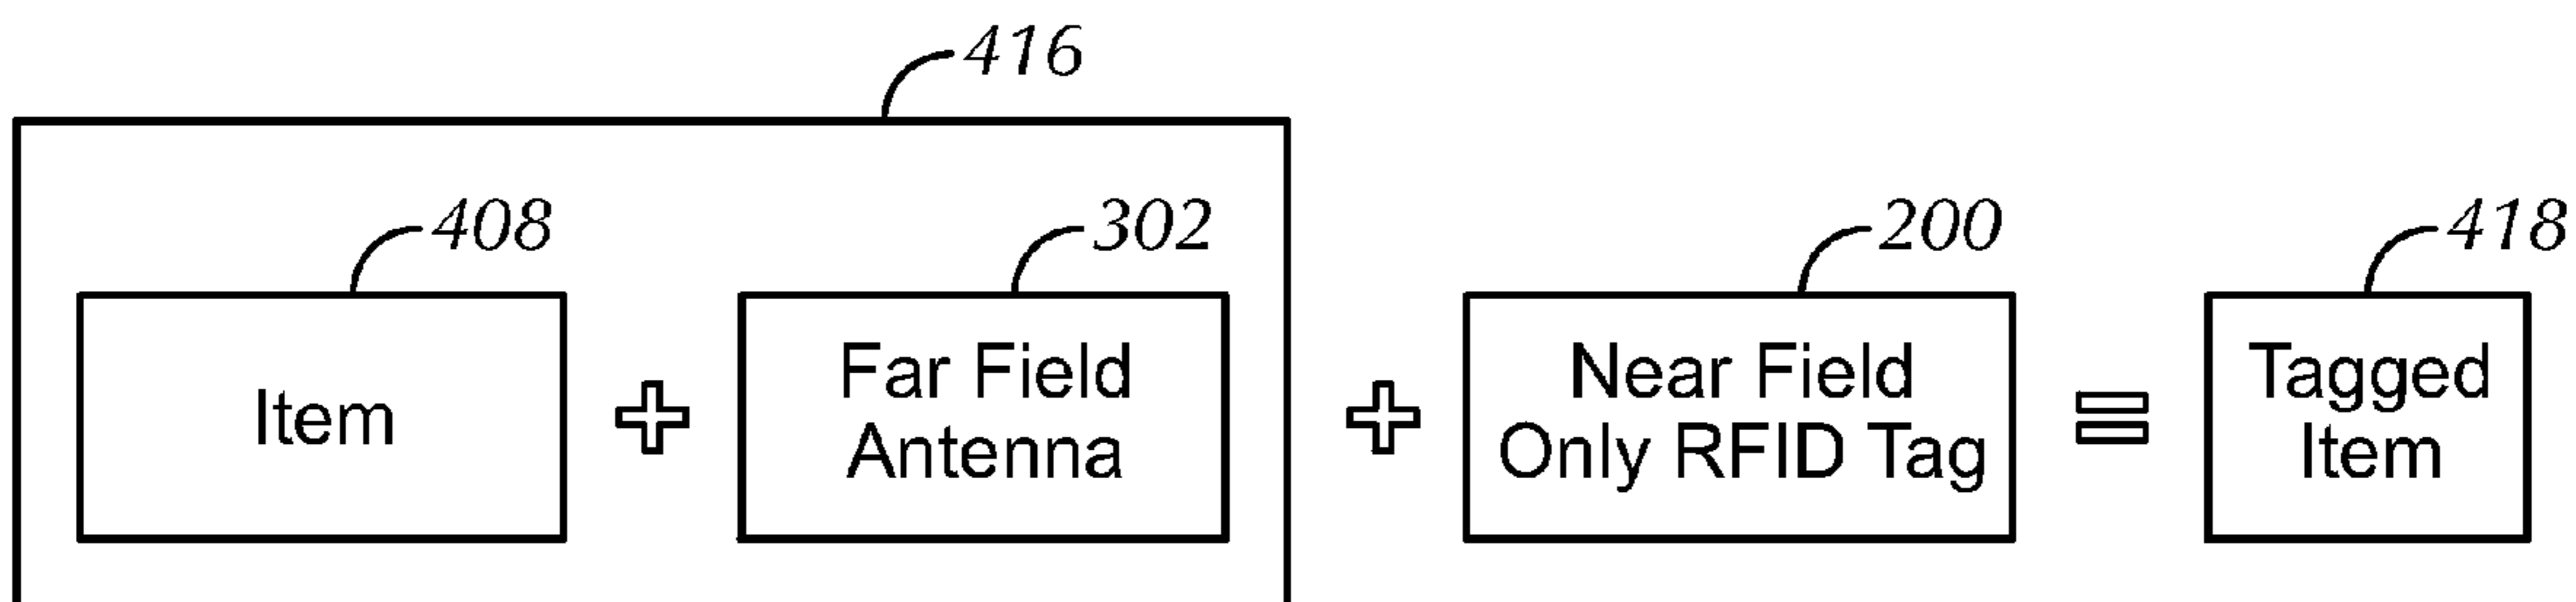 416
408
302
200
418
Item
+
Far Field
Antenna
+
Near Field
Only RFID Tag
=
Tagged
Item